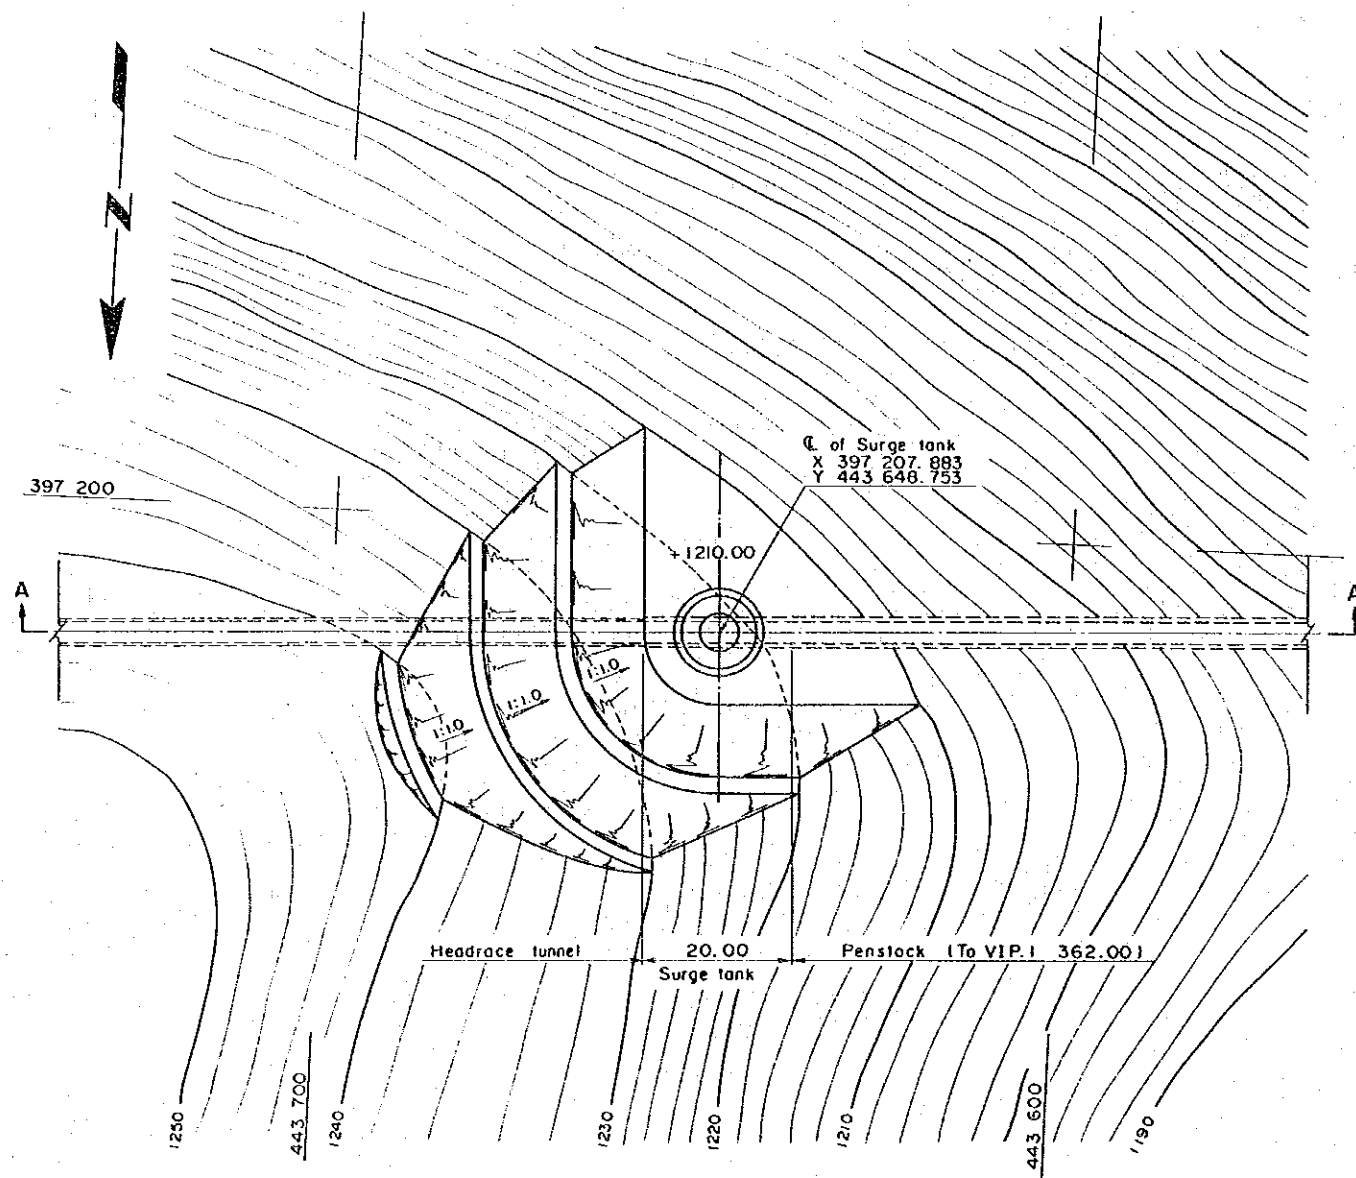 N
℄ of Surge tank
X 397 207.883
Y 443 648.753
397 200
+1210.00
A
A
1:1.0
1:1.0
1:1.0
Headrace tunnel
20.00
Penstock (To VIP.1 362.00)
Surge tank
1250
443 700
1240
1230
1220
1210
443 600
1190